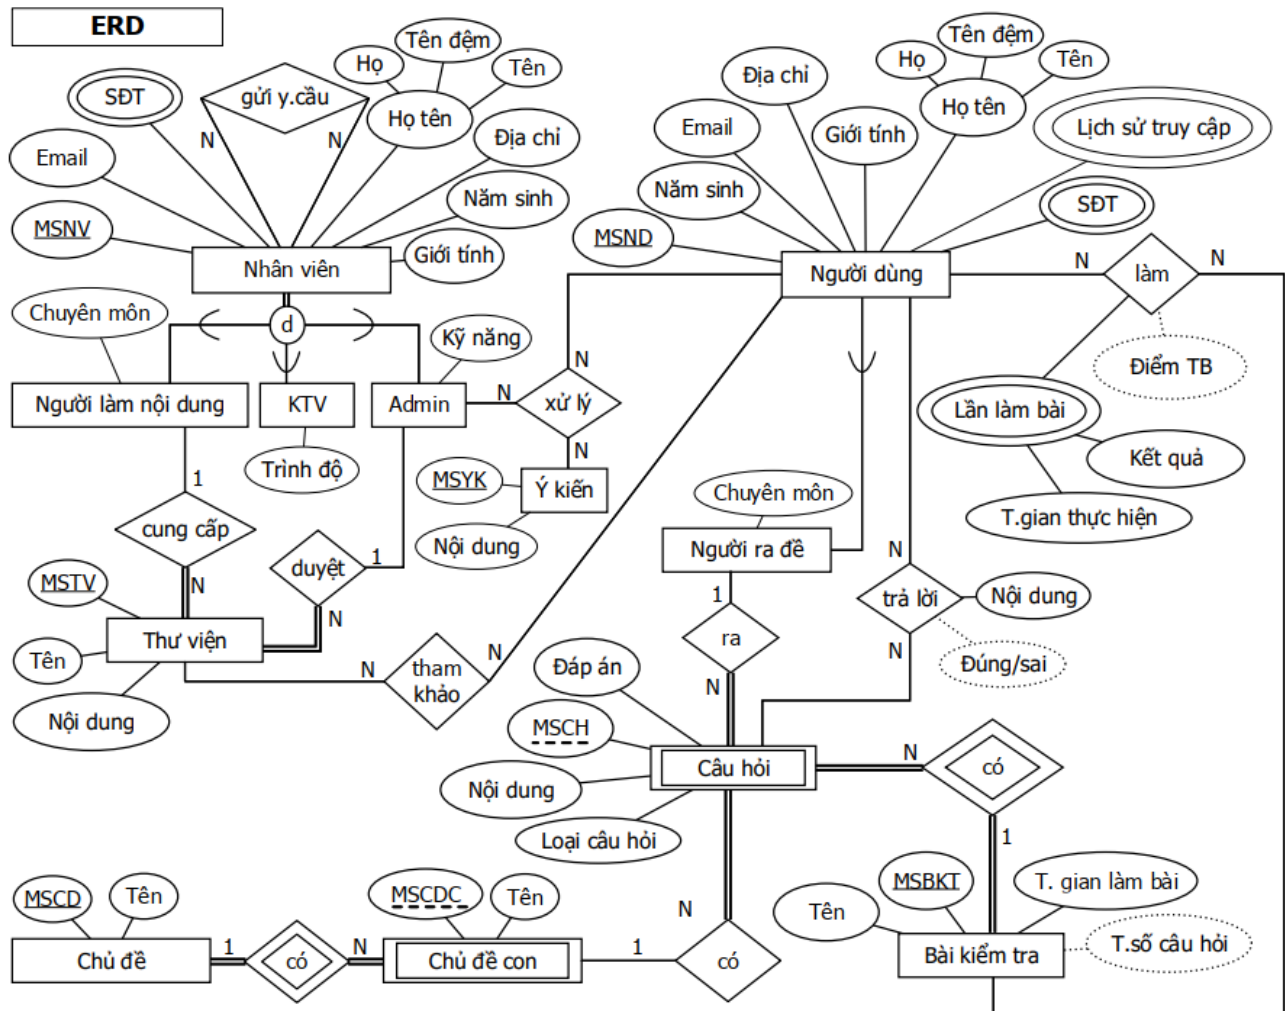 ERD
SĐT
gửi y.cầu
N
N
Họ
Tên đệm
Tên
Họ tên
Email
Địa chỉ
MSNV
Năm sinh
Giới tính
Nhân viên
Địa chỉ
Họ
Tên đệm
Tên
Họ tên
Email
Giới tính
Lịch sử truy cập
Năm sinh
SĐT
MSND
Người dùng
N
làm
N
Điểm TB
Lần làm bài
Kết quả
T.gian thực hiện
Chuyên môn
d
Kỹ năng
Người làm nội dung
KTV
Admin
N
N
xử lý
N
Trình độ
MSYK
Ý kiến
Nội dung
1
cung cấp
N
duyệt
1
N
MSTV
Thư viện
Tên
Nội dung
N
tham
khảo
N
Chuyên môn
Người ra đề
1
ra
N
N
trả lời
Nội dung
N
Đúng/sai
Đáp án
MSCH
Câu hỏi
Nội dung
Loại câu hỏi
N
có
1
MSBKT
T. gian làm bài
Tên
Bài kiểm tra
T.số câu hỏi
MSCD
Tên
Chủ đề
1
có
N
MSCDC
Tên
Chủ đề con
1
N
có